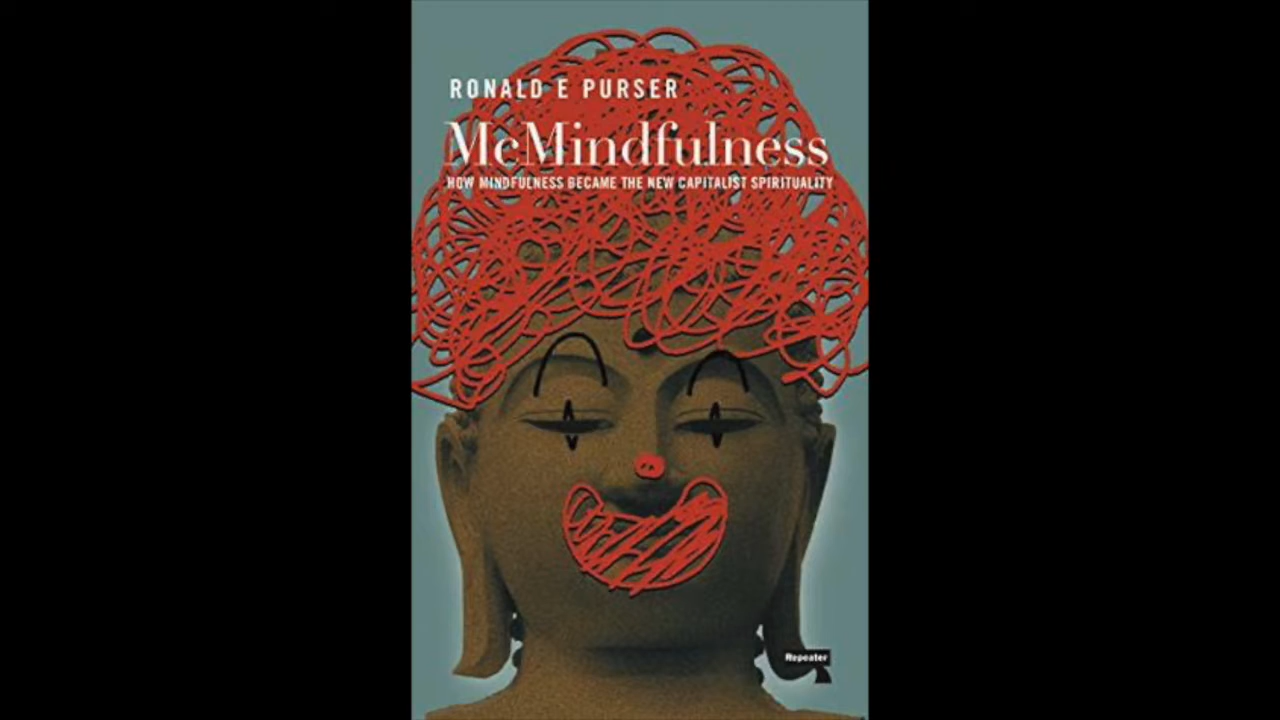 RONALD E PURSER
McMindfulness
HOW MINDFULNESS BECAME THE NEW CAPITALIST SPIRITUALITY
Repeater